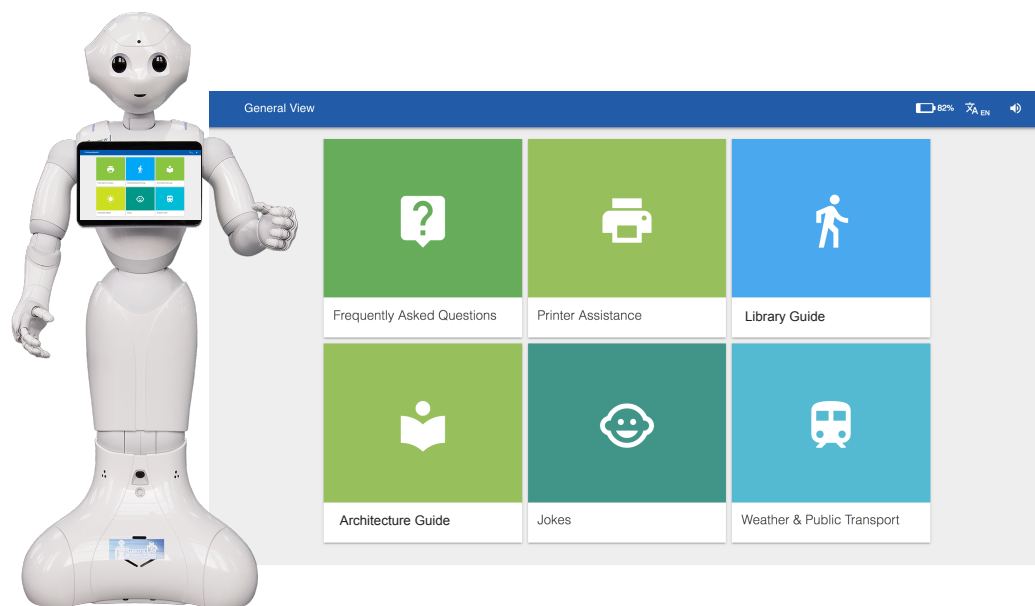 General View
82%
EN
Frequently Asked Questions
Printer Assistance
Library Guide
Architecture Guide
Jokes
Weather & Public Transport